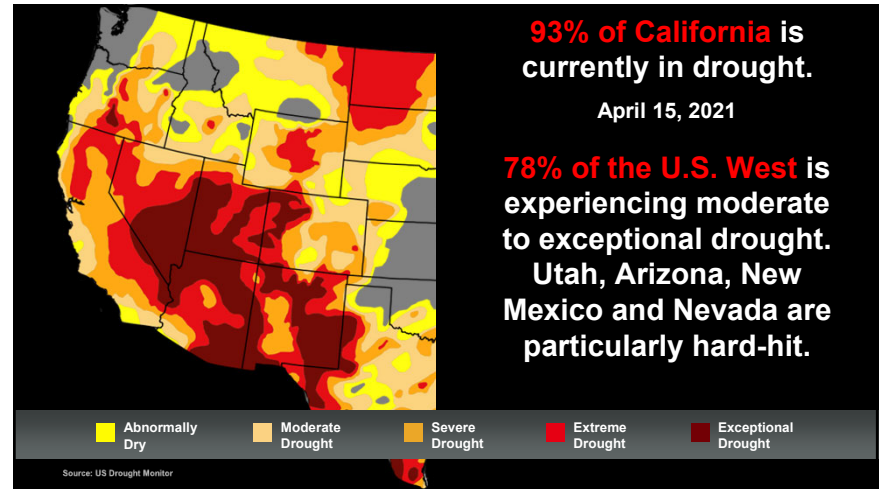 93% of California is
currently in drought.
April 15, 2021
78% of the U.S. West is
experiencing moderate
to exceptional drought.
Utah, Arizona, New
Mexico and Nevada are
particularly hard-hit.
Abnormally
Dry
Moderate
Drought
Severe
Drought
Extreme
Drought
Exceptional
Drought
Source: US Drought Monitor